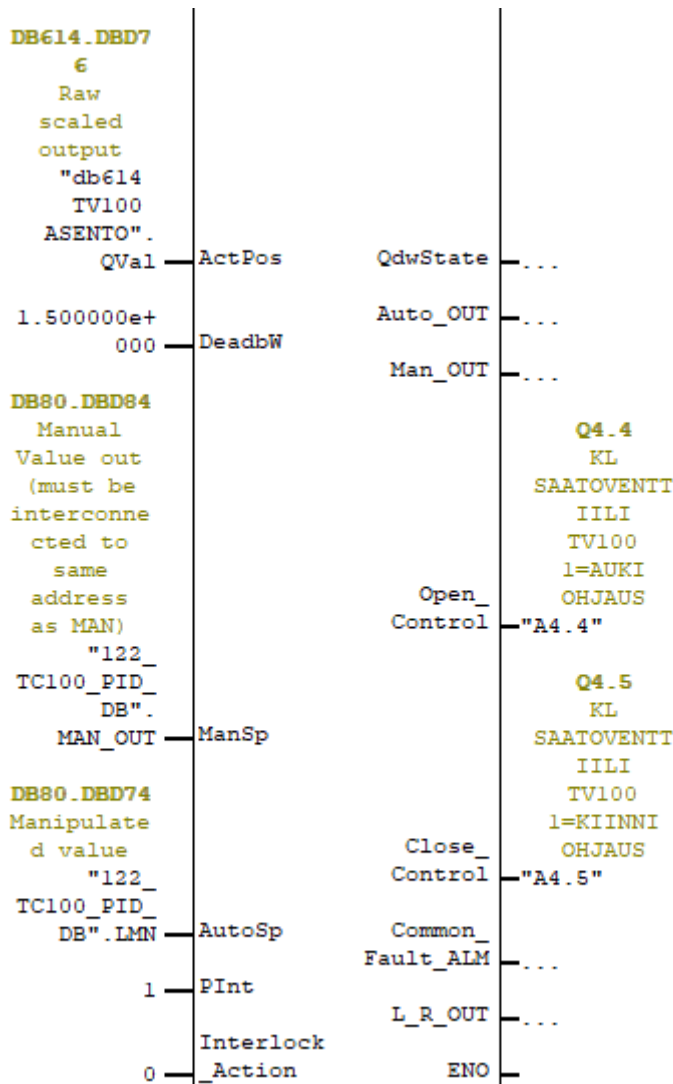 DB614.DBD7
6
Raw
scaled
output
"db614
TV100
ASENTO".
QVal
ActPos
QdwState
...
1.500000e+
000
DeadbW
Auto_OUT
...
Man_OUT
...
DB80.DBD84
Manual
Value out
(must be
interconne
cted to
same
address
as MAN)
"122_
TC100_PID_
DB".
MAN_OUT
ManSp
Q4.4
KL
SAATOVENTT
IILI
TV100
1=AUKI
OHJAUS
Open_
Control
"A4.4"
Q4.5
KL
SAATOVENTT
IILI
TV100
1=KIINNI
OHJAUS
Close_
Control
"A4.5"
DB80.DBD74
Manipulate
d value
"122_
TC100_PID_
DB".LMN
AutoSp
Common_
Fault_ALM
...
1
PInt
L_R_OUT
...
Interlock
0
_Action
ENO